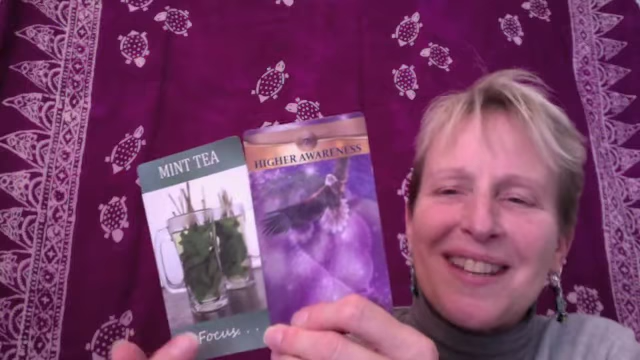 MINT TEA
Focus. . .
HIGHER AWARENESS